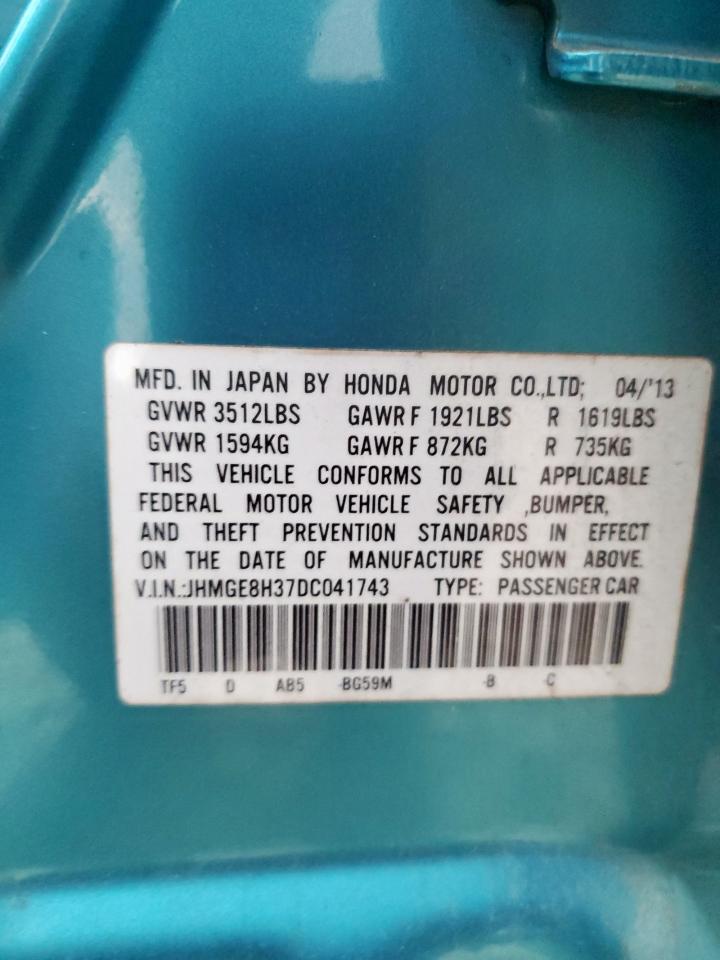 MFD. IN JAPAN BY HONDA MOTOR CO.,LTD; 04/'13
GVWR 3512LBS GAWR F 1921LBS R 1619LBS
GVWR 1594KG GAWR F 872KG R 735KG
THIS VEHICLE CONFORMS TO ALL APPLICABLE
FEDERAL MOTOR VEHICLE SAFETY ,BUMPER,
AND THEFT PREVENTION STANDARDS IN EFFECT
ON THE DATE OF MANUFACTURE SHOWN ABOVE.
V.I.N.:JHMGE8H37DC041743 TYPE: PASSENGER CAR
TF5 D AB5 -BG59M -B -C